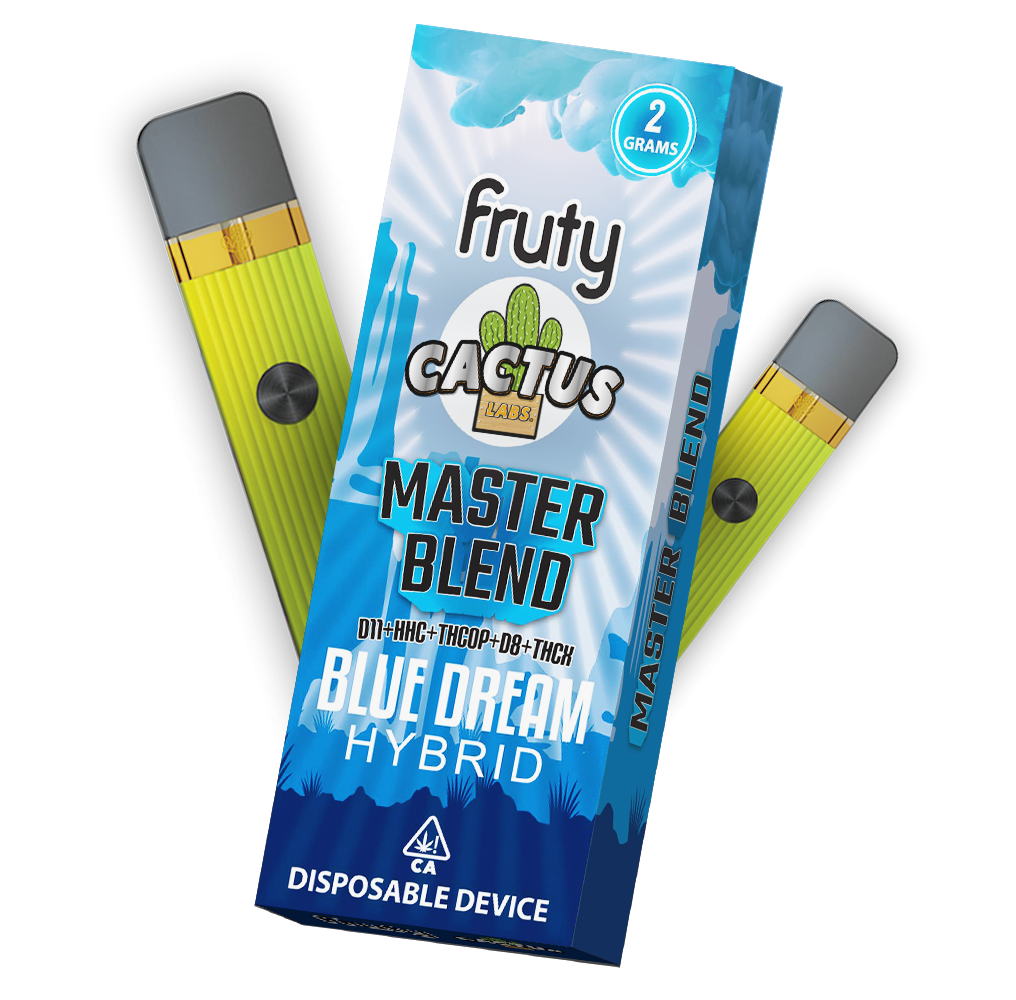 2
GRAMS
fruty
CACTUS
LABS.
MASTER
BLEND
D11+HHC+THCOP+D8+THCX
BLUE DREAM
HYBRID
CA
DISPOSABLE DEVICE
MASTER BLEND